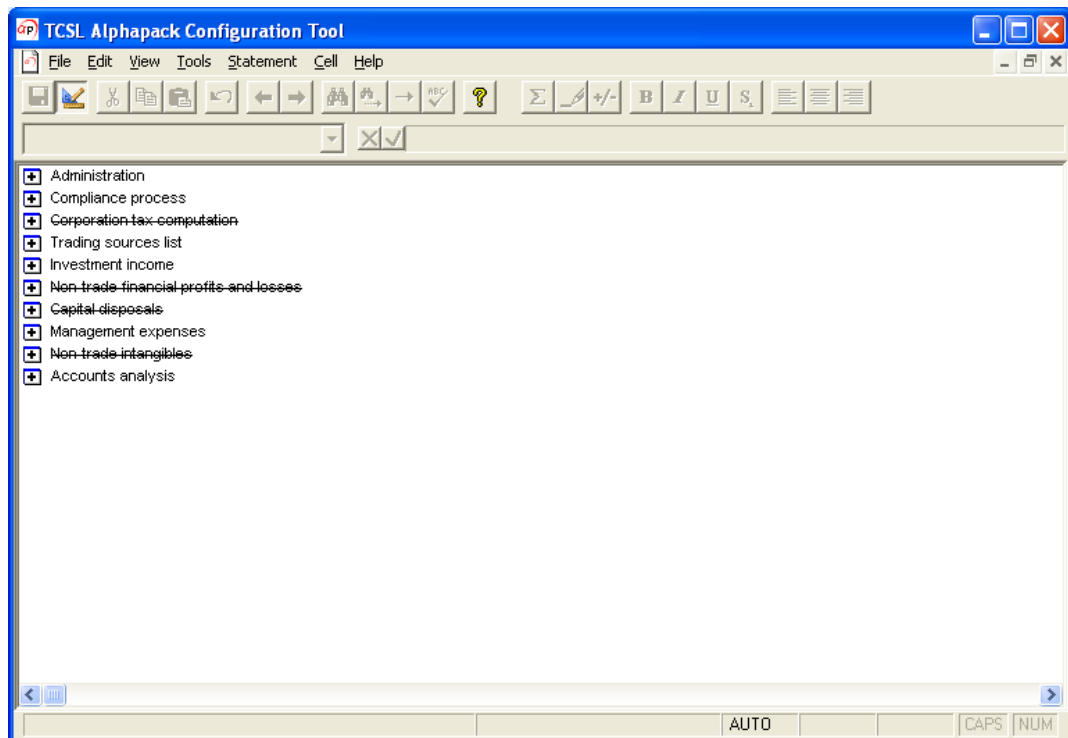 αP TCSL Alphapack Configuration Tool
File Edit View Tools Statement Cell Help
ABC Σ +/- B I U S
Administration
Compliance process
Corporation tax computation
Trading sources list
Investment income
Non trade financial profits and losses
Capital disposals
Management expenses
Non trade intangibles
Accounts analysis
AUTO CAPS NUM